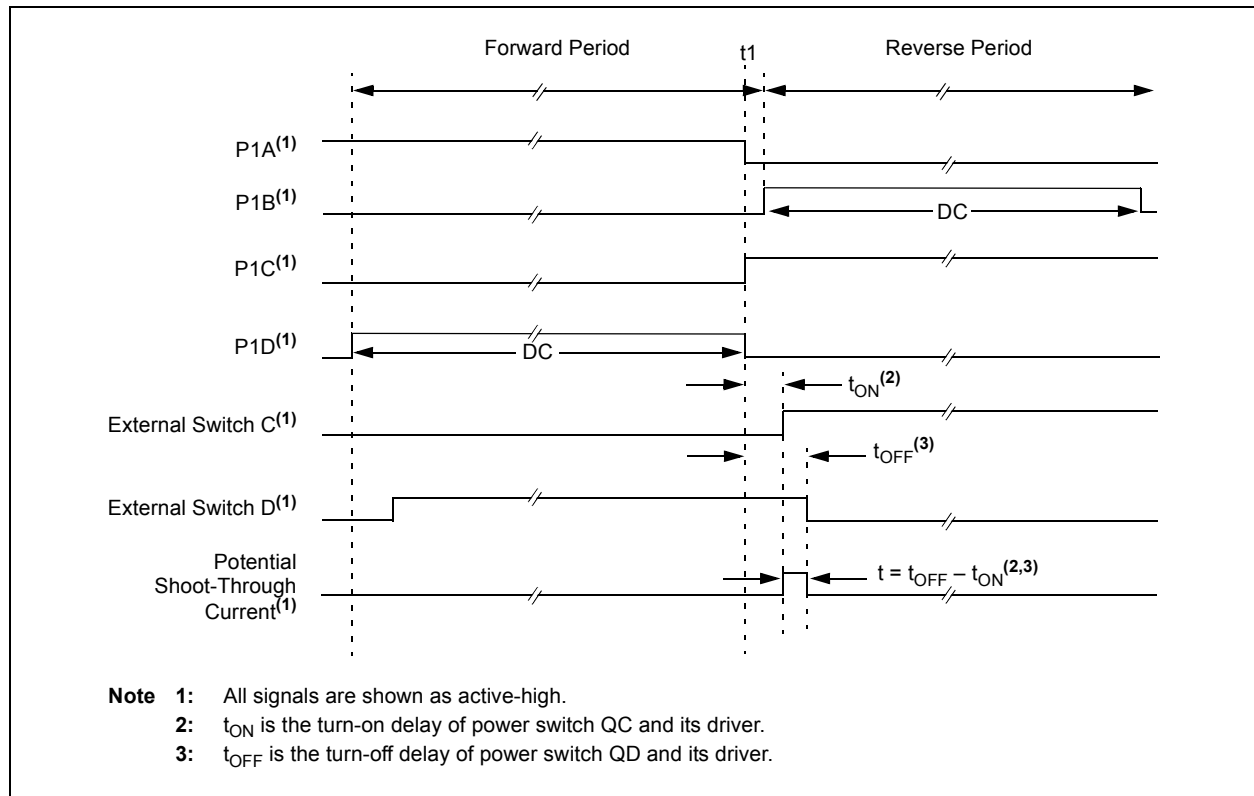 Forward Period
t1
Reverse Period
P1A(1)
P1B(1)
DC
P1C(1)
P1D(1)
DC
tON(2)
External Switch C(1)
tOFF(3)
External Switch D(1)
Potential
Shoot-Through
Current(1)
t = tOFF – tON(2,3)
Note 1: All signals are shown as active-high.
2: tON is the turn-on delay of power switch QC and its driver.
3: tOFF is the turn-off delay of power switch QD and its driver.